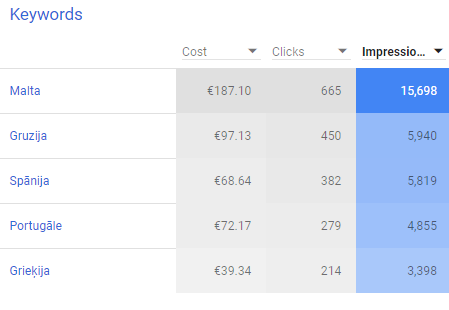 Keywords
Cost Clicks Impressio...
Malta €187.10 665 15,698
Gruzija €97.13 450 5,940
Spānija €68.64 382 5,819
Portugāle €72.17 279 4,855
Grieķija €39.34 214 3,398